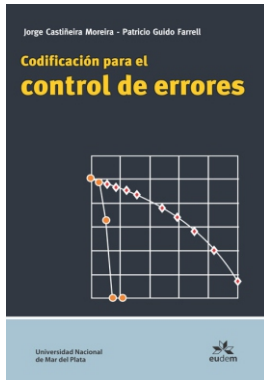 Jorge Castiñeira Moreira - Patricio Guido Farrell
Codificación para el
control de errores
Universidad Nacional
de Mar del Plata
eudem